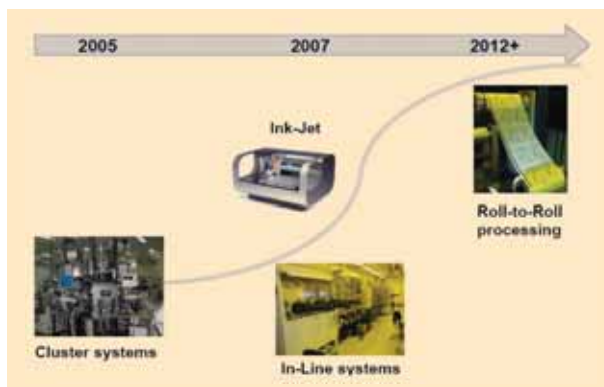 2005 2007 2012+
Ink-Jet
Roll-to-Roll
processing
Cluster systems
In-Line systems